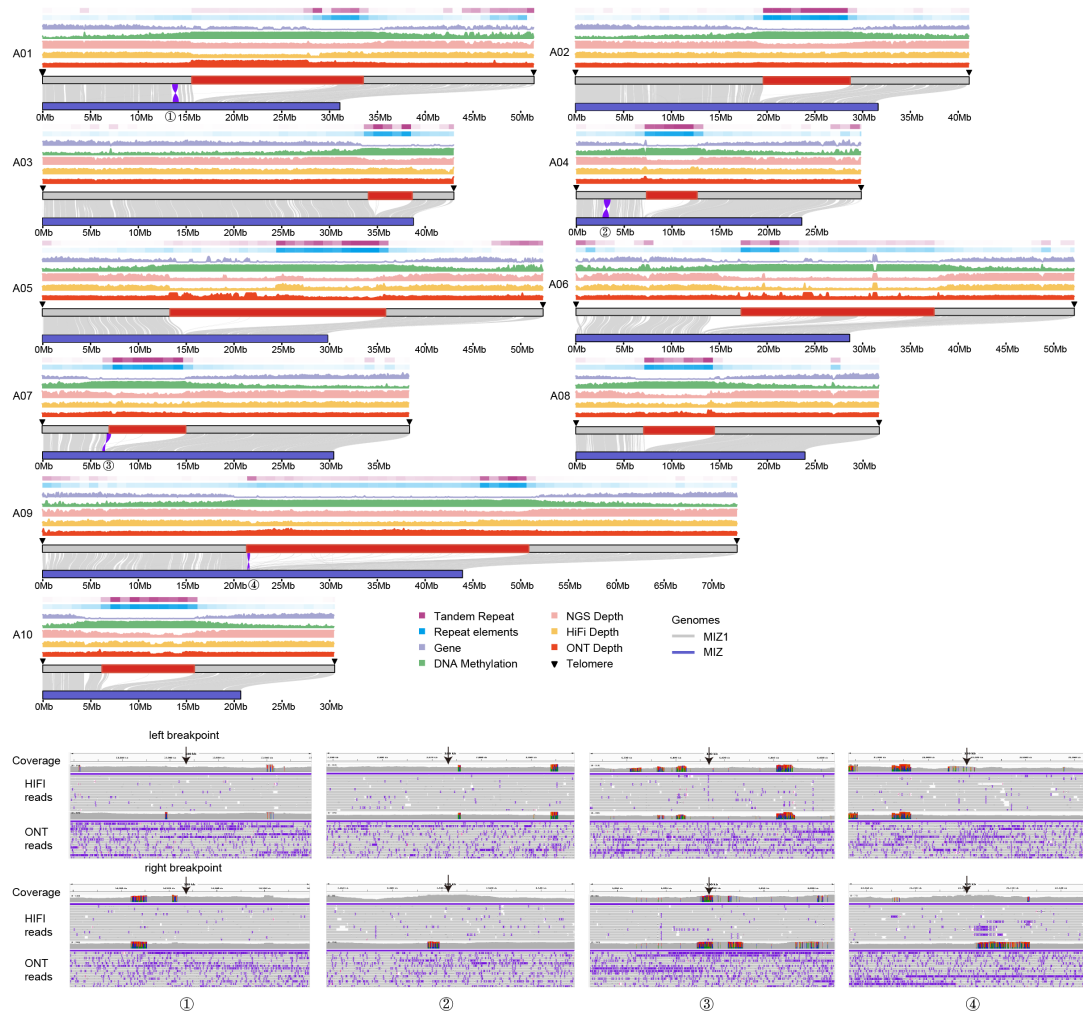 A01
0Mb 5Mb 10Mb ① 15Mb 20Mb 25Mb 30Mb 35Mb 40Mb 45Mb 50Mb
A02
0Mb 5Mb 10Mb 15Mb 20Mb 25Mb 30Mb 35Mb 40Mb
A03
0Mb 5Mb 10Mb 15Mb 20Mb 25Mb 30Mb 35Mb 40Mb
A04
0Mb ② 5Mb 10Mb 15Mb 20Mb 25Mb
A05
0Mb 5Mb 10Mb 15Mb 20Mb 25Mb 30Mb 35Mb 40Mb 45Mb 50Mb
A06
0Mb 5Mb 10Mb 15Mb 20Mb 25Mb 30Mb 35Mb 40Mb 45Mb 50Mb
A07
0Mb 5Mb ③ 10Mb 15Mb 20Mb 25Mb 30Mb 35Mb
A08
0Mb 5Mb 10Mb 15Mb 20Mb 25Mb 30Mb
A09
0Mb 5Mb 10Mb 15Mb 20Mb ④ 25Mb 30Mb 35Mb 40Mb 45Mb 50Mb 55Mb 60Mb 65Mb 70Mb
A10
0Mb 5Mb 10Mb 15Mb 20Mb 25Mb 30Mb
Tandem Repeat
Repeat elements
Gene
DNA Methylation
NGS Depth
HiFi Depth
ONT Depth
Telomere
Genomes
MIZ1
MIZ
left breakpoint
Coverage
HIFI
reads
ONT
reads
right breakpoint
Coverage
HIFI
reads
ONT
reads
① ② ③ ④